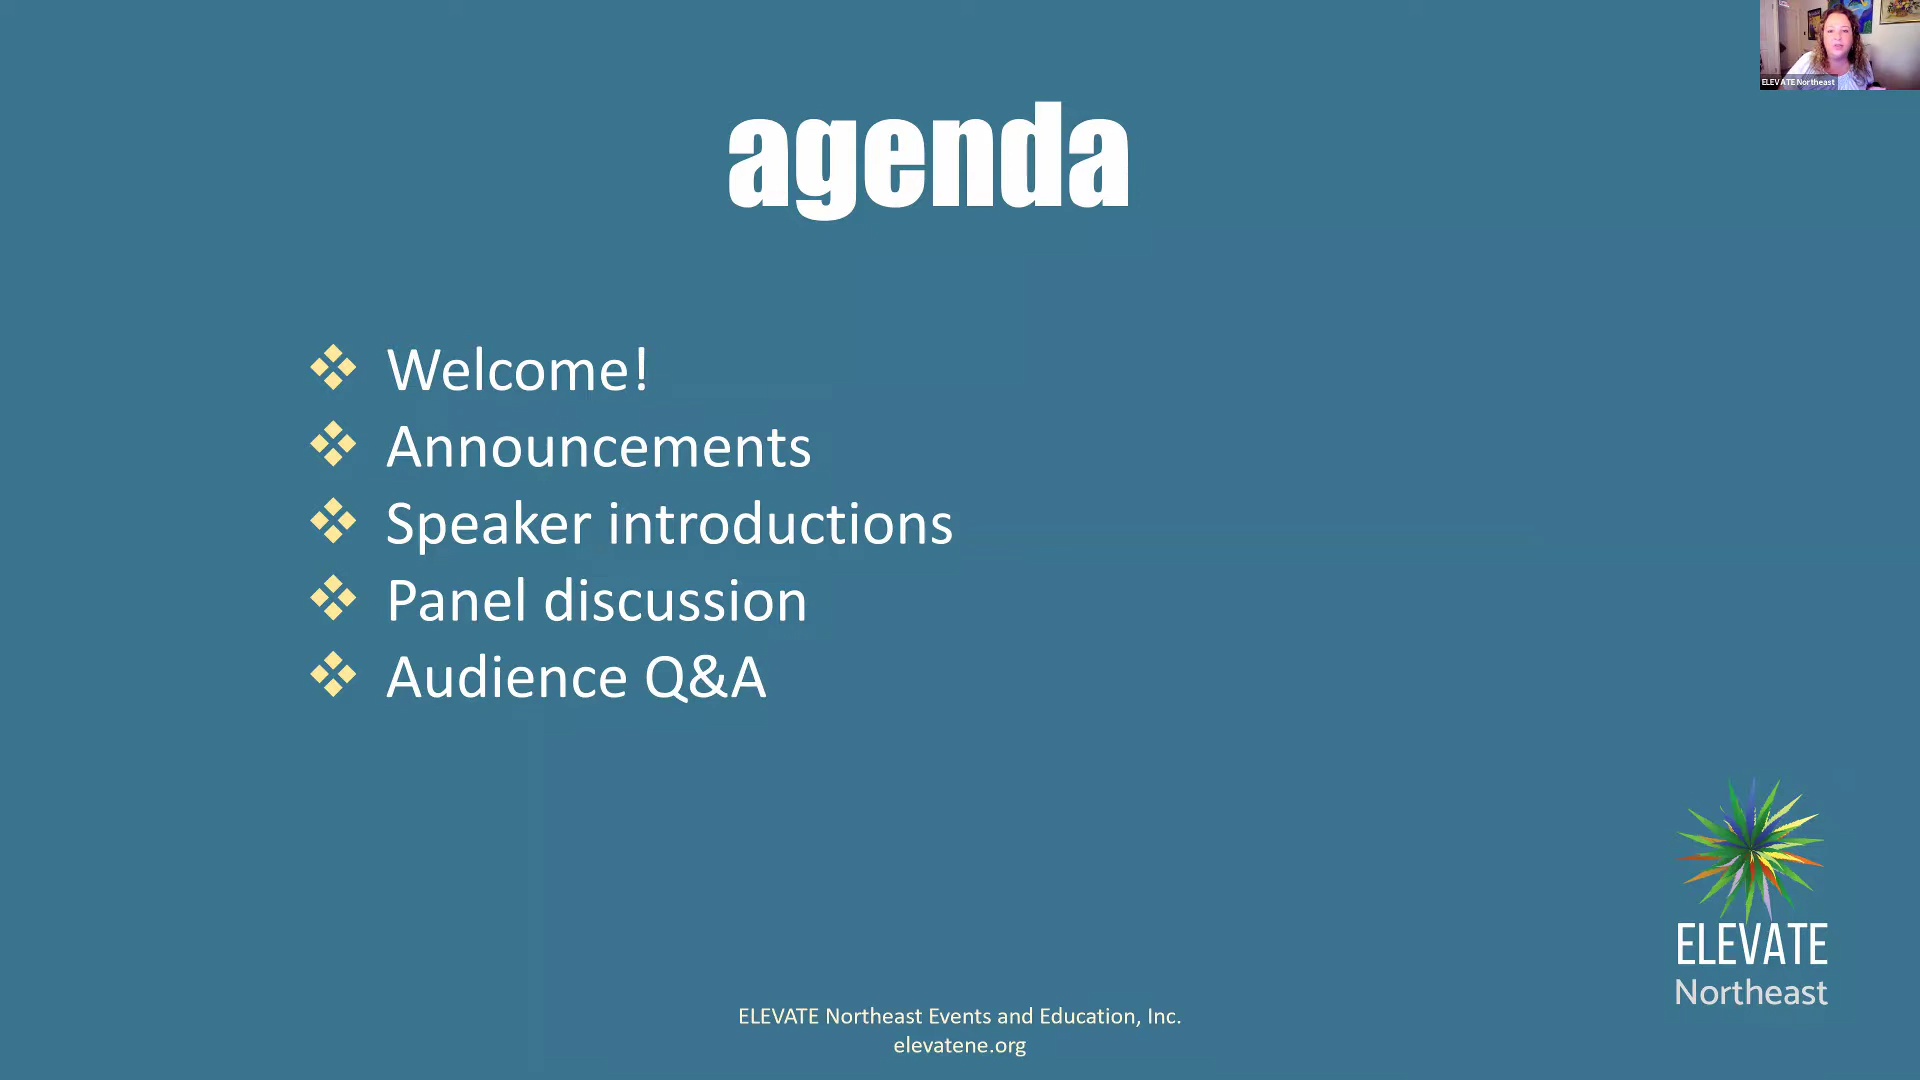 ELEVATE Northeast
agenda
❖ Welcome!
❖ Announcements
❖ Speaker introductions
❖ Panel discussion
❖ Audience Q&A
ELEVATE
Northeast
ELEVATE Northeast Events and Education, Inc.
elevatene.org